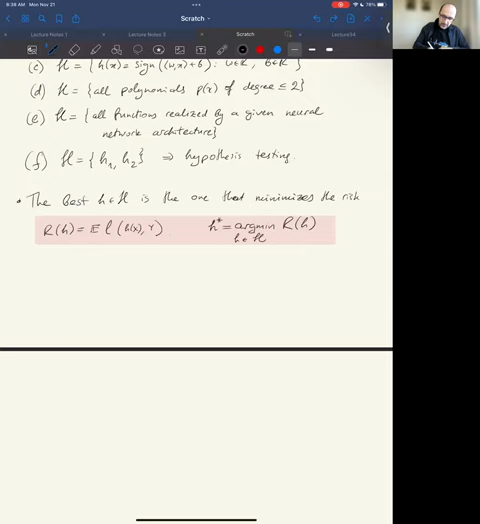 8:38 AM Mon Nov 21
78%
Scratch
Lecture Notes 1
Lecture Notes 3
Scratch
Lecture34
(c) ℋ = {h(x) = sign(⟨w,x⟩+b): w∈ℝ, b∈ℝ}
(d) ℋ = {all polynomials p(x) of degree ≤ 2}
(e) ℋ = {all functions realized by a given neural
network architecture}
(f) ℋ = {h₁, h₂} ⇒ hypothesis testing.
• The best h∈ℋ is the one that minimizes the risk
R(h) = 𝔼 ℓ(h(x), Y). h* = argmin R(h)
h∈ℋ